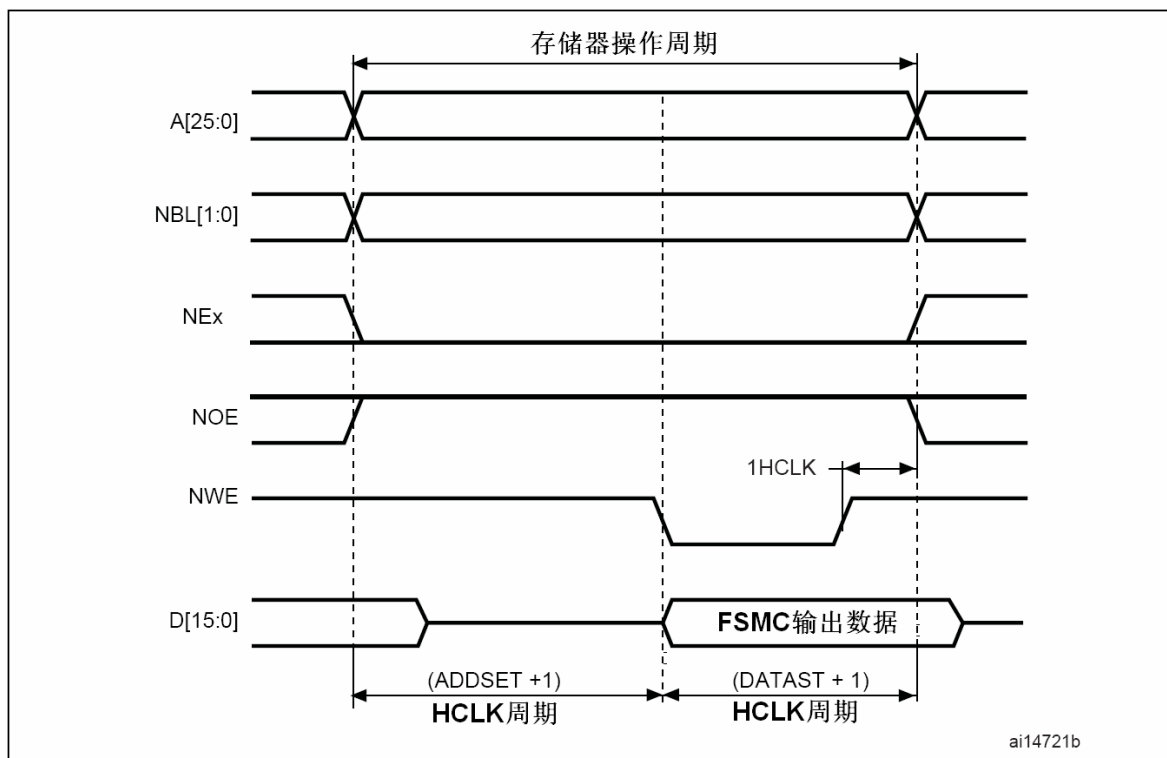 存储器操作周期
A[25:0]
NBL[1:0]
NEx
NOE
1HCLK
NWE
D[15:0]
FSMC输出数据
(ADDSET +1)
HCLK周期
(DATAST + 1)
HCLK周期
ai14721b